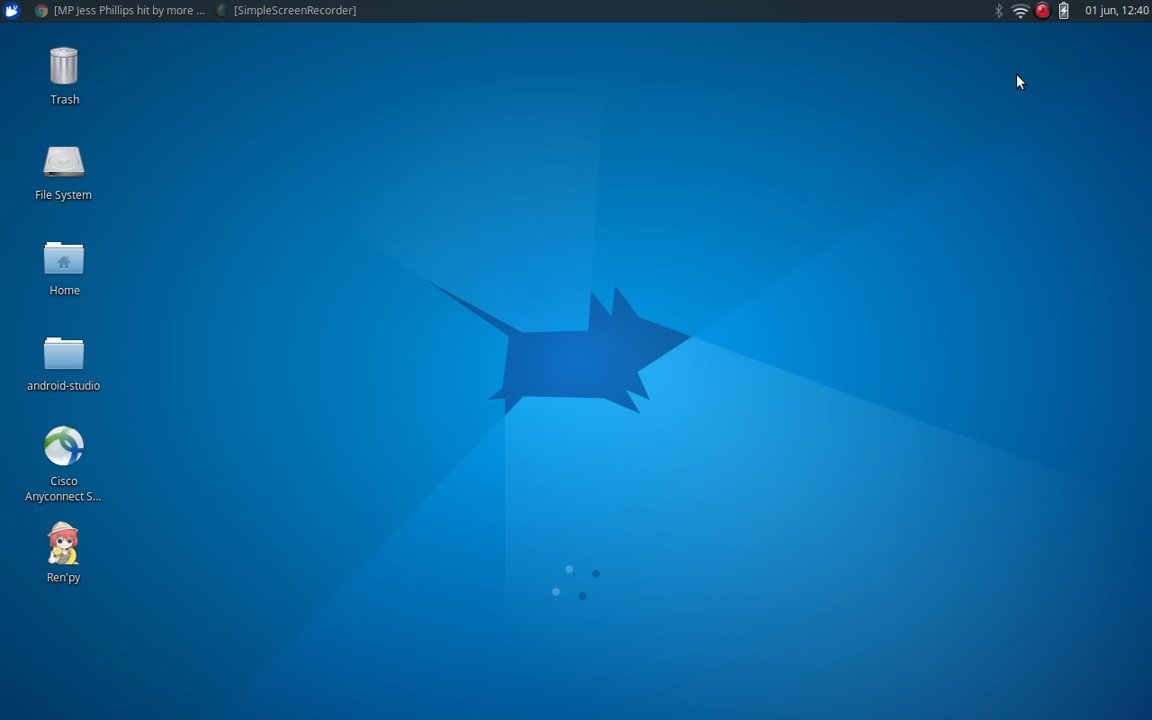 [MP Jess Phillips hit by more ...
[SimpleScreenRecorder]
01 jun, 12:40
Trash
File System
Home
android-studio
Cisco
Anyconnect S...
Ren'py